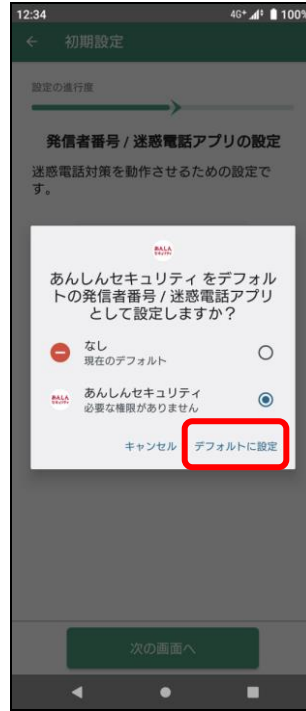 12:34
4G+
100%
← 初期設定
設定の進行度
発信者番号 / 迷惑電話アプリの設定
迷惑電話対策を動作させるための設定で
す。
あんしんセキュリティ をデフォル
トの発信者番号 / 迷惑電話アプリ
として設定しますか？
なし
現在のデフォルト
あんしんセキュリティ
必要な権限がありません
キャンセル デフォルトに設定
次の画面へ